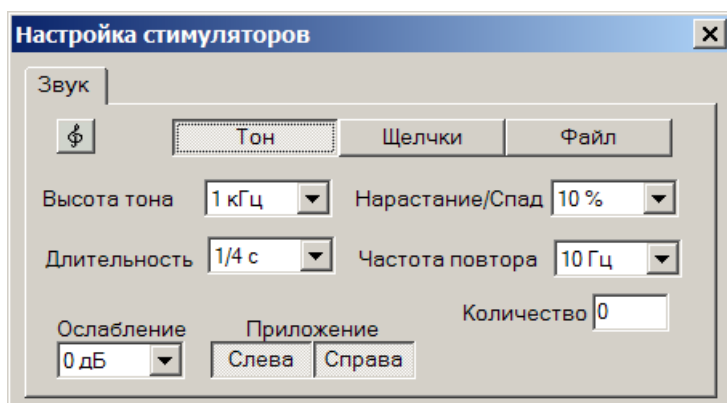 Настройка стимуляторов
Звук
Тон Щелчки Файл
Высота тона 1 кГц Нарастание/Спад 10 %
Длительность 1/4 с Частота повтора 10 Гц
Количество 0
Ослабление Приложение
0 дБ Слева Справа